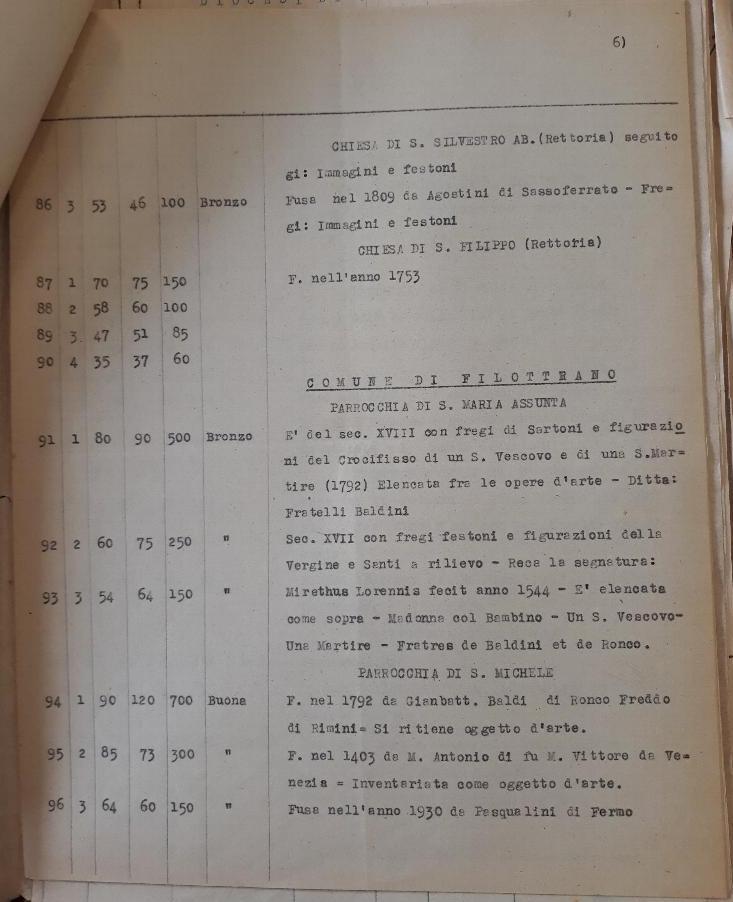 6)
CHIESA DI S. SILVESTRO AB. (Rettoria) seguito
gi: Immagini e festoni
86 3 53 46 100 Bronzo Fusa nel 1809 da Agostini di Sassoferrato - Fre=
gi: Immagini e festoni
CHIESA DI S. FILIPPO (Rettoria)
87 1 70 75 150 F. nell'anno 1753
88 2 58 60 100
89 3. 47 51 85
90 4 35 37 60
COMUNE DI FILOTTRANO
PARROCCHIA DI S. MARIA ASSUNTA
91 1 80 90 500 Bronzo E' del sec. XVIII con fregi di Sartoni e figurazio
ni del Crocifisso di un S. Vescovo e di una S.Mar=
tire (1792) Elencata fra le opere d'arte - Ditta:
Fratelli Baldini
92 2 60 75 250 " Sec. XVII con fregi festoni e figurazioni della
Vergine e Santi a rilievo - Reca la segnatura:
93 3 54 64 150 " Mirethus Lorennis fecit anno 1544 - E' elencata
come sopra - Madonna col Bambino - Un S. Vescovo-
Una Martire - Fratres de Baldini et de Ronco.
PARROCCHIA DI S. MICHELE
94 1 90 120 700 Buona F. nel 1792 da Gianbatt. Baldi di Ronco Freddo
di Rimini= Si ritiene oggetto d'arte.
95 2 85 73 300 " F. nel 1403 da M. Antonio di fu M. Vittore da Ve=
nezia = Inventariata come oggetto d'arte.
96 3 64 60 150 " Fusa nell'anno 1930 da Pasqualini di Fermo